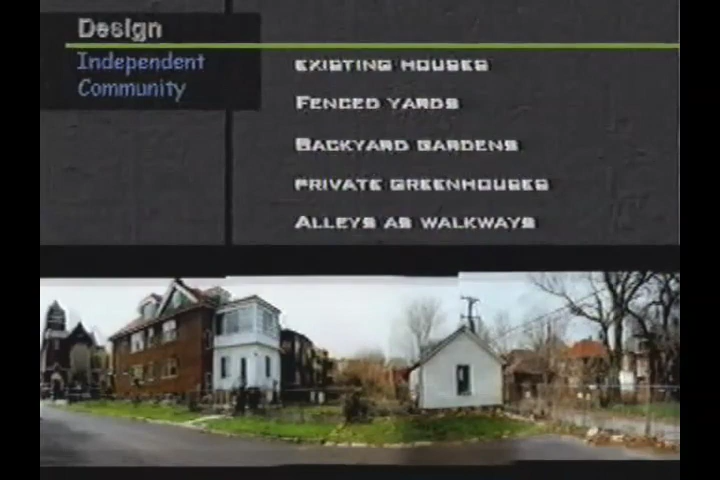 Design
Independent
Community
EXISTING HOUSES
FENCED YARDS
BACKYARD GARDENS
PRIVATE GREENHOUSES
ALLEYS AS WALKWAYS